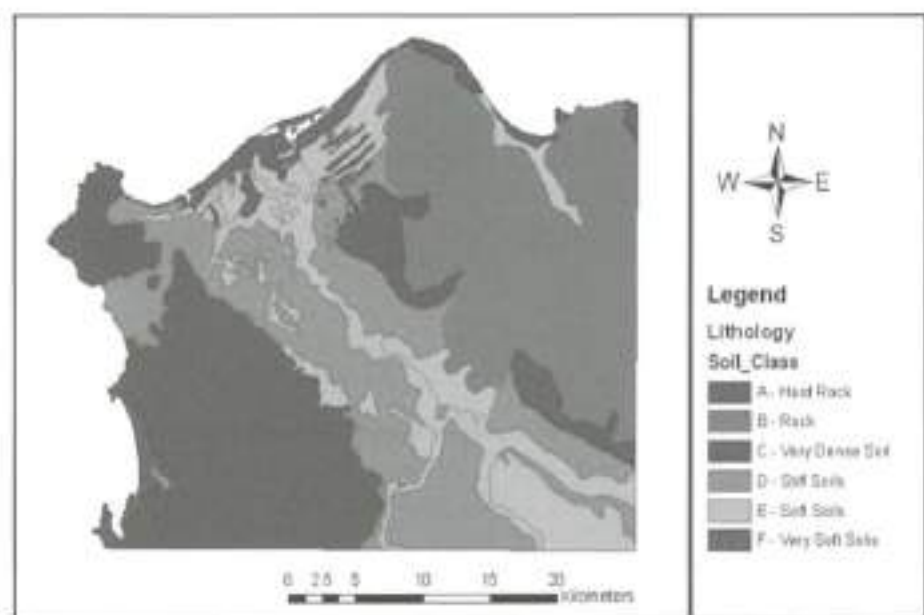 N
W E
S
Legend
Lithology
Soil_Class
A - Hard Rock
B - Rock
C - Very Dense Soil
D - Stiff Soils
E - Soft Soils
F - Very Soft Soils
0 2.5 5 10 15 20
Kilometers